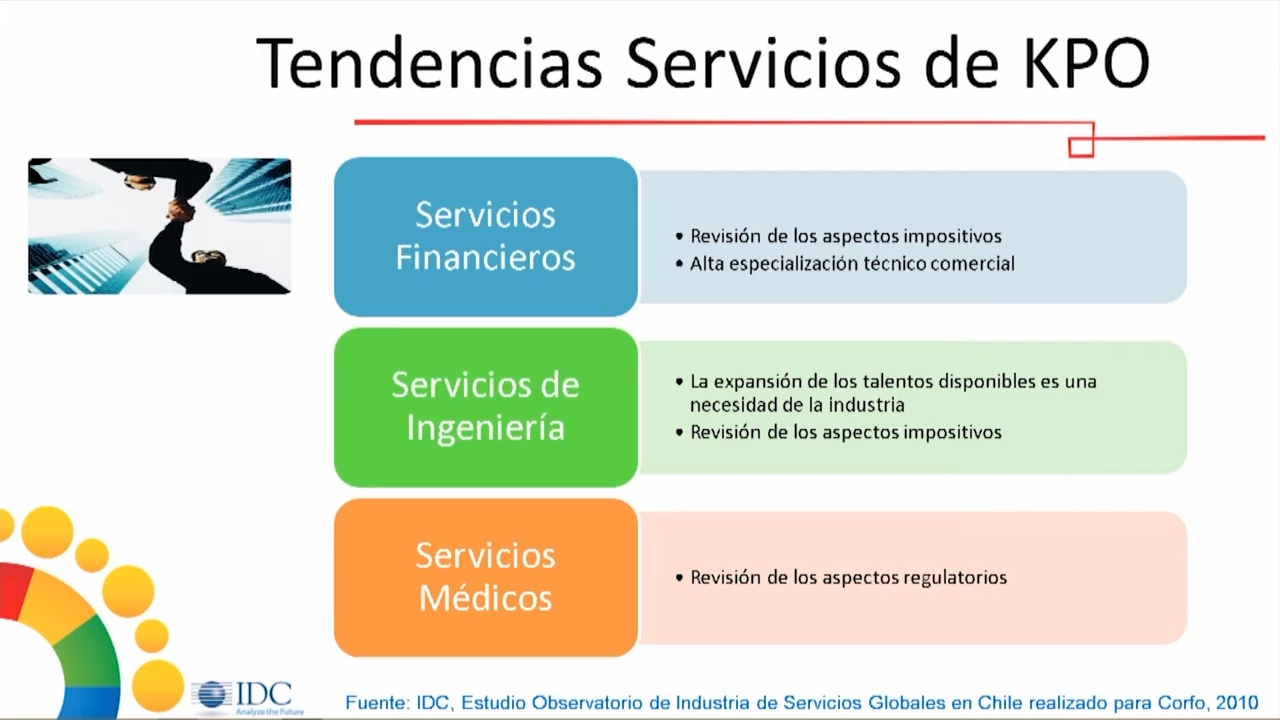 Tendencias Servicios de KPO
Servicios
Financieros
• Revisión de los aspectos impositivos
• Alta especialización técnico comercial
Servicios de
Ingeniería
• La expansión de los talentos disponibles es una
necesidad de la industria
• Revisión de los aspectos impositivos
Servicios
Médicos
• Revisión de los aspectos regulatorios
IDC
Analyze the Future
Fuente: IDC, Estudio Observatorio de Industria de Servicios Globales en Chile realizado para Corfo, 2010